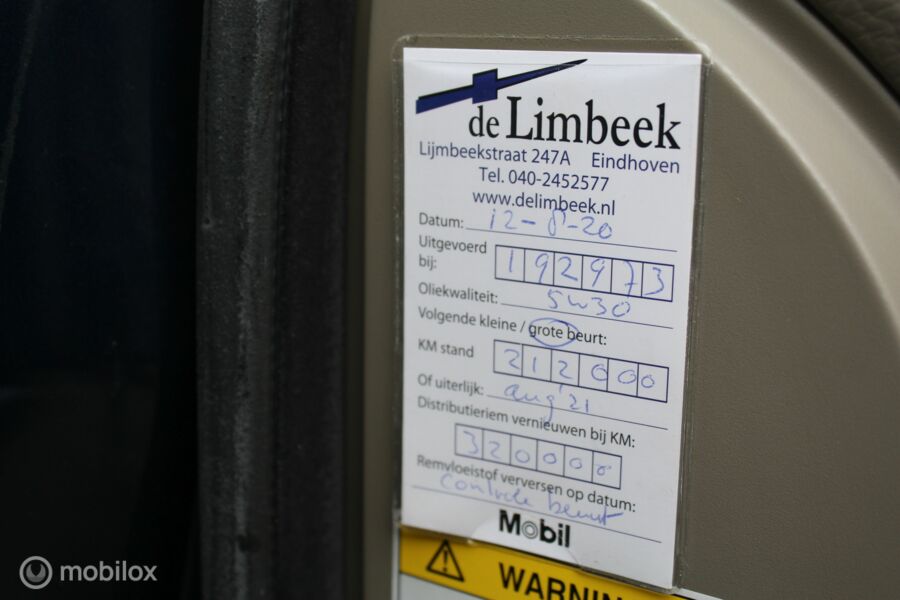 de Limbeek
Lijmbeekstraat 247A Eindhoven
Tel. 040-2452577
www.delimbeek.nl
Datum: 12-8-20
Uitgevoerd
bij: 192973
Oliekwaliteit: 5w30
Volgende kleine / grote beurt:
KM stand 212000
Of uiterlijk: aug '21
Distributieriem vernieuwen bij KM:
320000
Remvloeistof verversen op datum:
controle beurt
Mobil
WARNIN
mobilox